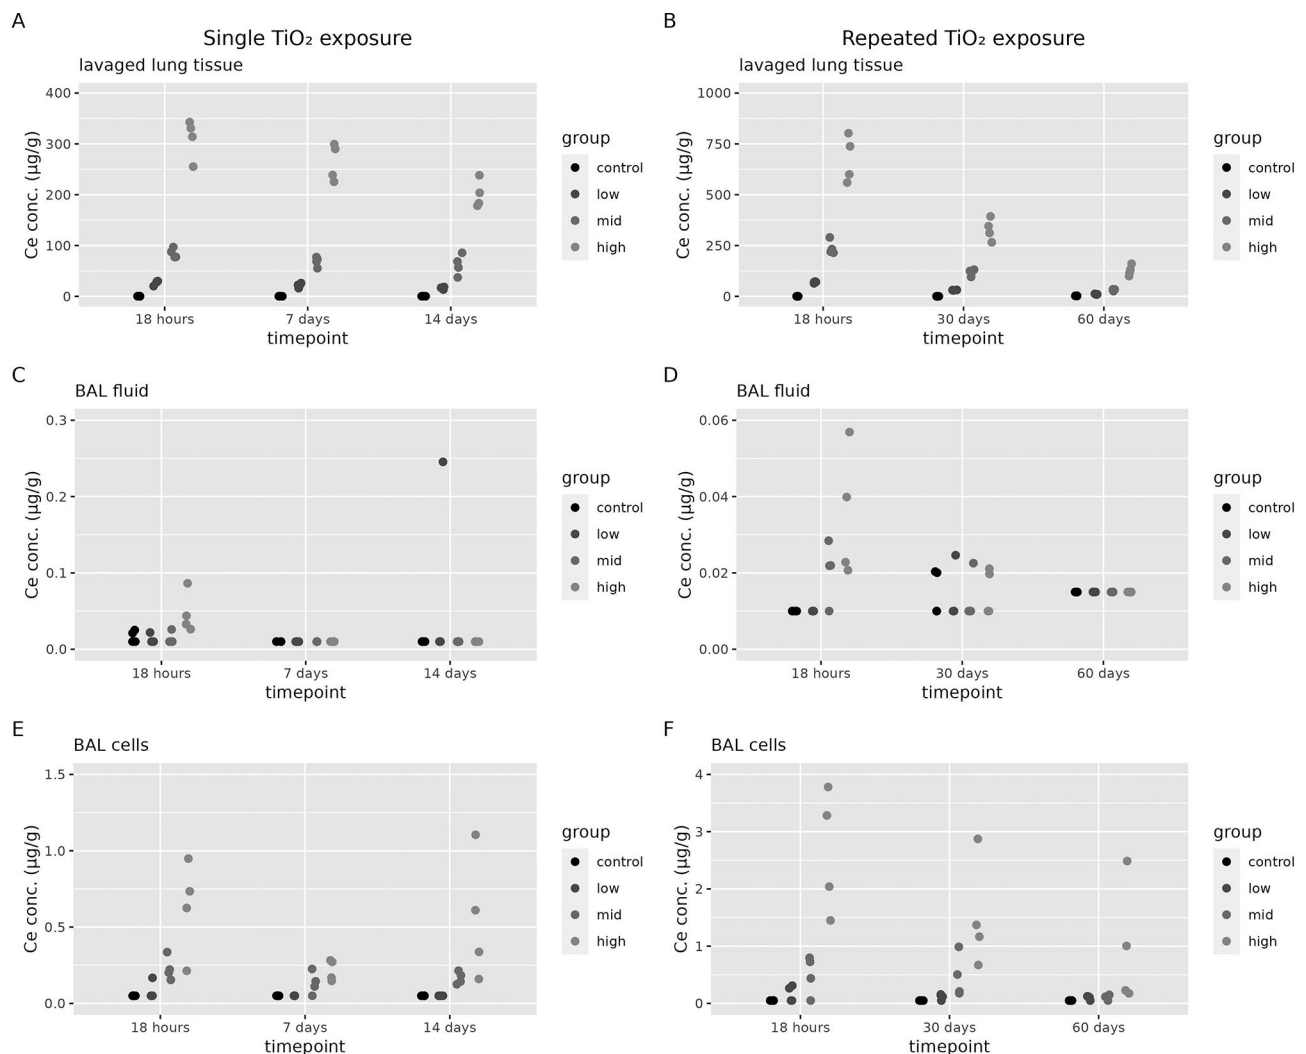 A
Single TiO₂ exposure
lavaged lung tissue
Ce conc. (µg/g)
400
300
200
100
0
18 hours
7 days
14 days
timepoint
group
control
low
mid
high
B
Repeated TiO₂ exposure
lavaged lung tissue
Ce conc. (µg/g)
1000
750
500
250
0
18 hours
30 days
60 days
timepoint
group
control
low
mid
high
C
BAL fluid
Ce conc. (µg/g)
0.3
0.2
0.1
0.0
18 hours
7 days
14 days
timepoint
group
control
low
mid
high
D
BAL fluid
Ce conc. (µg/g)
0.06
0.04
0.02
0.00
18 hours
30 days
60 days
timepoint
group
control
low
mid
high
E
BAL cells
Ce conc. (µg/g)
1.5
1.0
0.5
0.0
18 hours
7 days
14 days
timepoint
group
control
low
mid
high
F
BAL cells
Ce conc. (µg/g)
4
3
2
1
0
18 hours
30 days
60 days
timepoint
group
control
low
mid
high